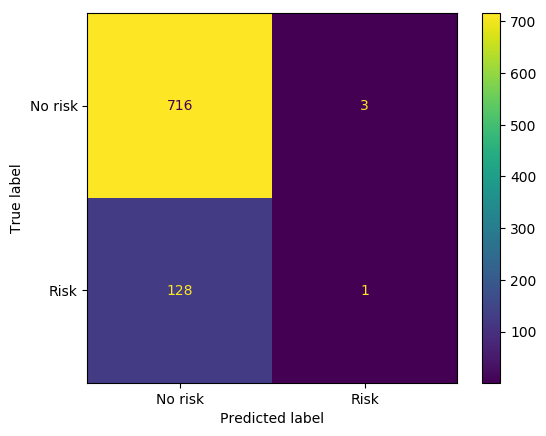 True label
No risk
Risk
716
3
128
1
No risk
Risk
Predicted label
700
600
500
400
300
200
100